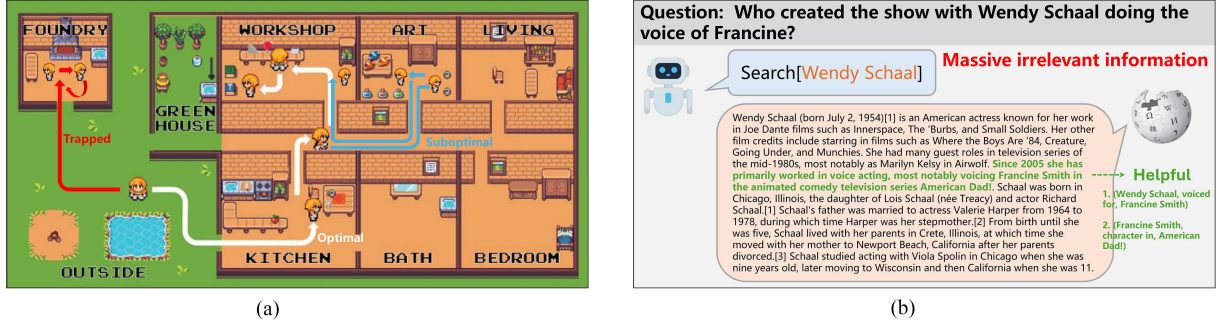 FOUNDRY
WORKSHOP
ART
LIVING
GREEN
HOUSE
Trapped
Suboptimal
Optimal
OUTSIDE
KITCHEN
BATH
BEDROOM
(a)
Question: Who created the show with Wendy Schaal doing the
voice of Francine?
Search[Wendy Schaal]
Massive irrelevant information
Wendy Schaal (born July 2, 1954)[1] is an American actress known for her work
in Joe Dante films such as Innerspace, The 'Burbs, and Small Soldiers. Her other
film credits include starring in films such as Where the Boys Are '84, Creature,
Going Under, and Munchies. She had many guest roles in television series of
the mid-1980s, most notably as Marilyn Kelsy in Airwolf. Since 2005 she has
primarily worked in voice acting, most notably voicing Francine Smith in
the animated comedy television series American Dad!. Schaal was born in
Chicago, Illinois, the daughter of Lois Schaal (née Treacy) and actor Richard
Schaal.[1] Schaal's father was married to actress Valerie Harper from 1964 to
1978, during which time Harper was her stepmother.[2] From birth until she
was five, Schaal lived with her parents in Crete, Illinois, at which time she
moved with her mother to Newport Beach, California after her parents
divorced.[3] Schaal studied acting with Viola Spolin in Chicago when she was
nine years old, later moving to Wisconsin and then California when she was 11.
Helpful
1. (Wendy Schaal, voiced
for, Francine Smith)
2. (Francine Smith,
character in, American
Dad!)
(b)